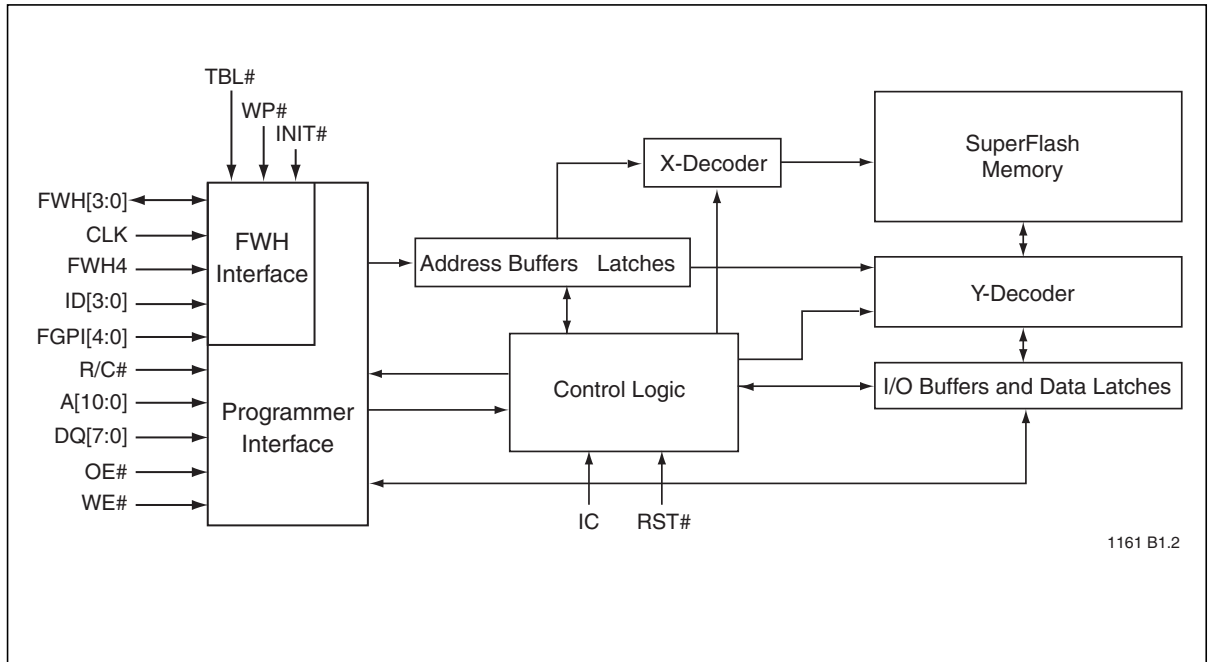 TBL#
WP#
INIT#
FWH[3:0]
CLK
FWH4
ID[3:0]
FGPI[4:0]
R/C#
A[10:0]
DQ[7:0]
OE#
WE#
FWH
Interface
Programmer
Interface
Address Buffers Latches
X-Decoder
SuperFlash
Memory
Y-Decoder
Control Logic
I/O Buffers and Data Latches
IC
RST#
1161 B1.2